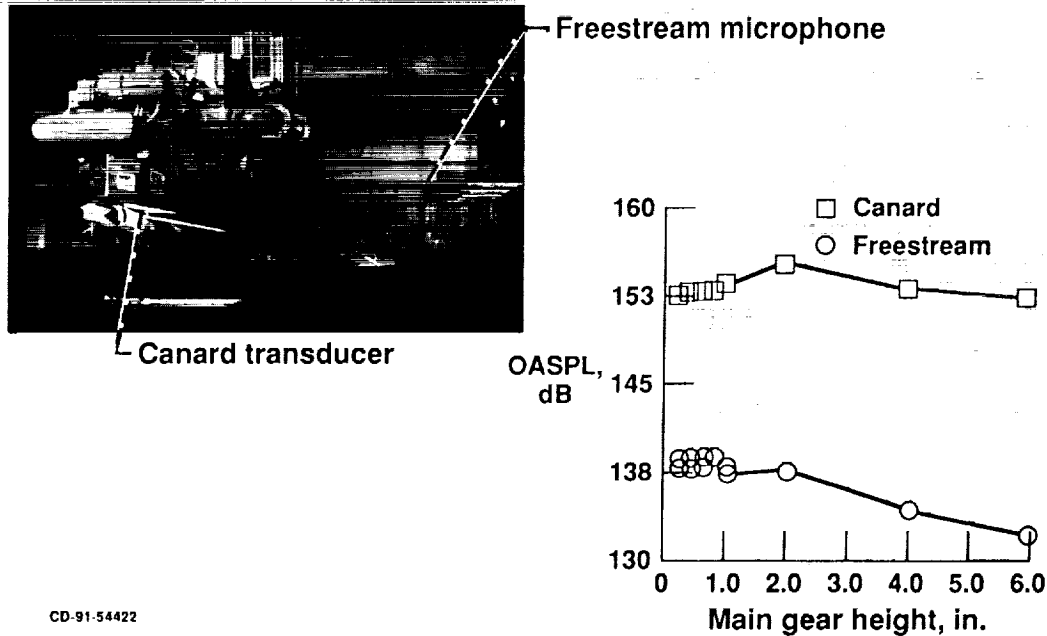 Freestream microphone
Canard transducer
Canard
Freestream
160
153
OASPL,
dB
145
138
130
0 1.0 2.0 3.0 4.0 5.0 6.0
Main gear height, in.
CD-91-54422